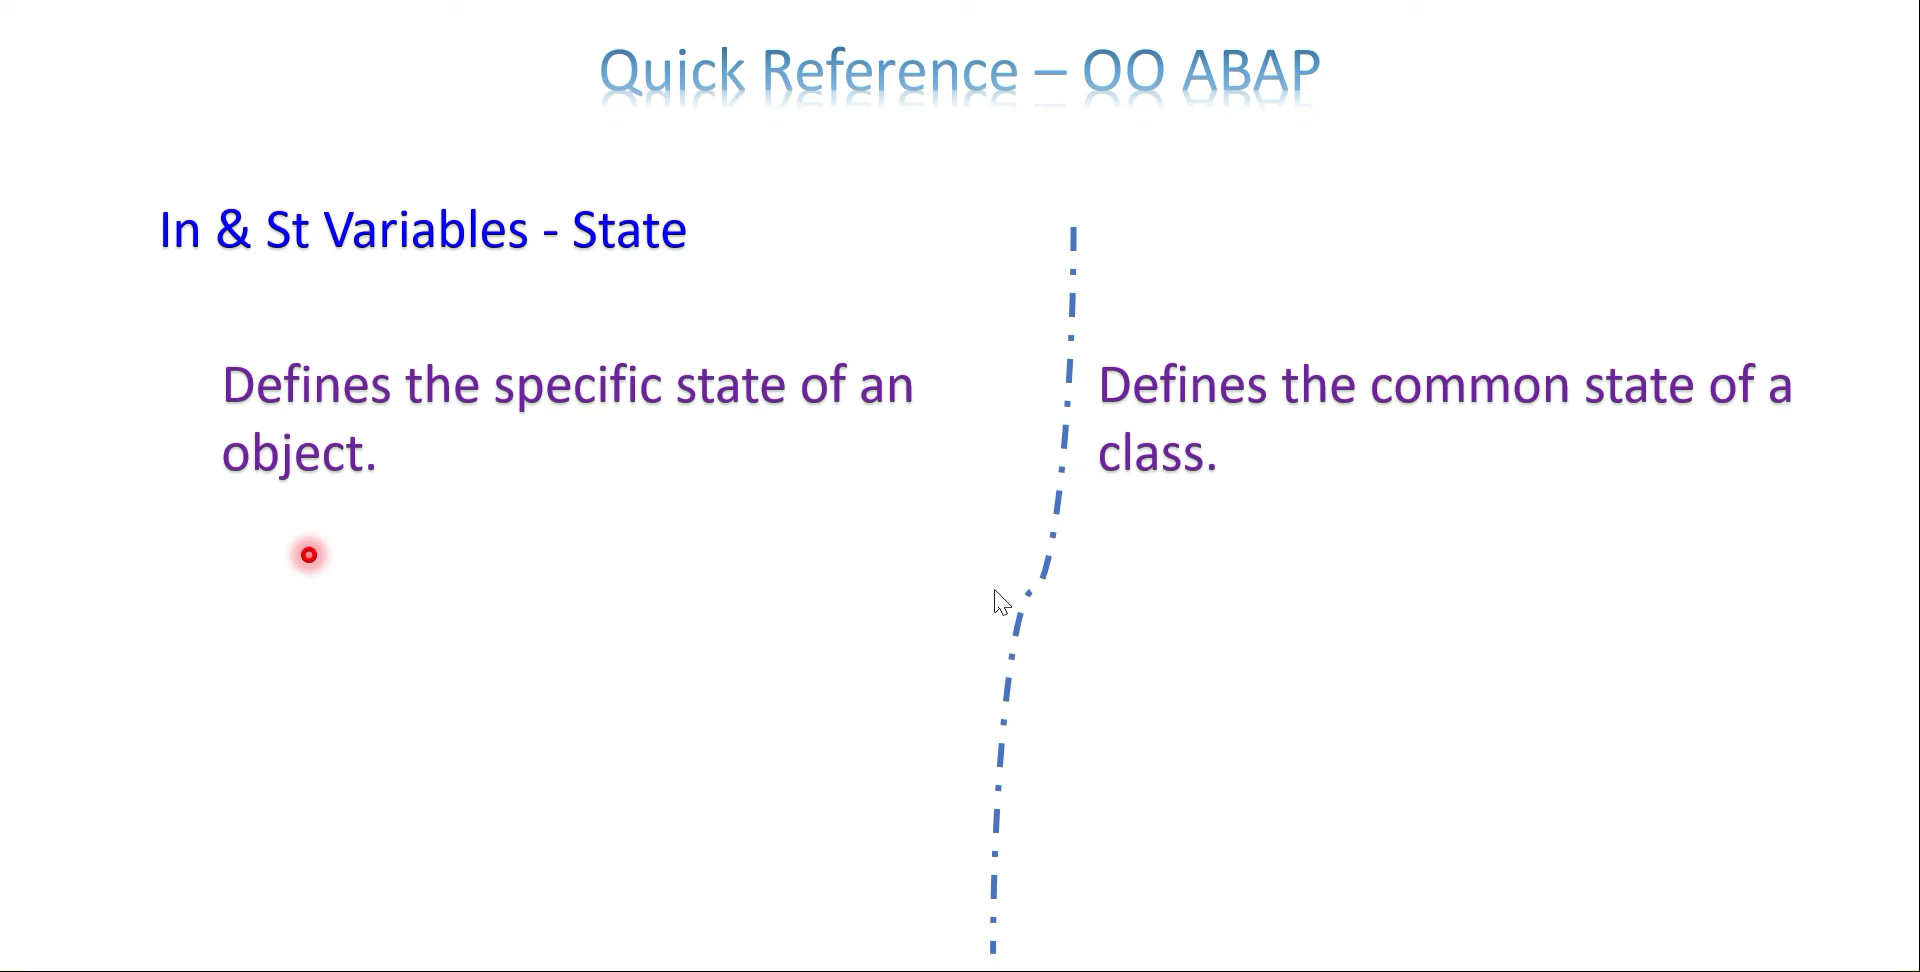 Quick Reference – OO ABAP
In & St Variables - State
Defines the specific state of an
object.
Defines the common state of a
class.